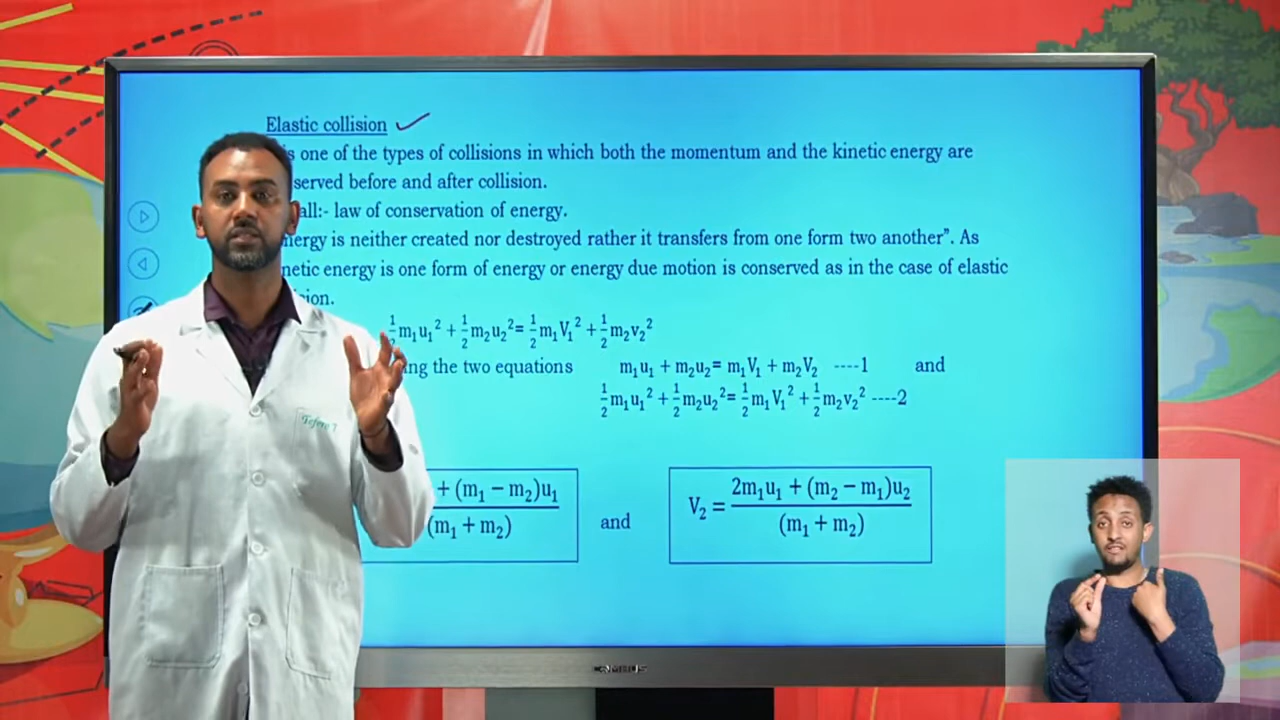 Elastic collision
is one of the types of collisions in which both the momentum and the kinetic energy are
served before and after collision.
all:- law of conservation of energy.
nergy is neither created nor destroyed rather it transfers from one form two another”. As
netic energy is one form of energy or energy due motion is conserved as in the case of elastic
sion.
½m₁u₁² + ½m₂u₂² = ½m₁V₁² + ½m₂v₂²
ing the two equations m₁u₁ + m₂u₂ = m₁V₁ + m₂V₂ ----1 and
½m₁u₁² + ½m₂u₂² = ½m₁V₁² + ½m₂v₂² ----2
+ (m₁ − m₂)u₁
(m₁ + m₂)
and
V₂ = 2m₁u₁ + (m₂ − m₁)u₂
(m₁ + m₂)